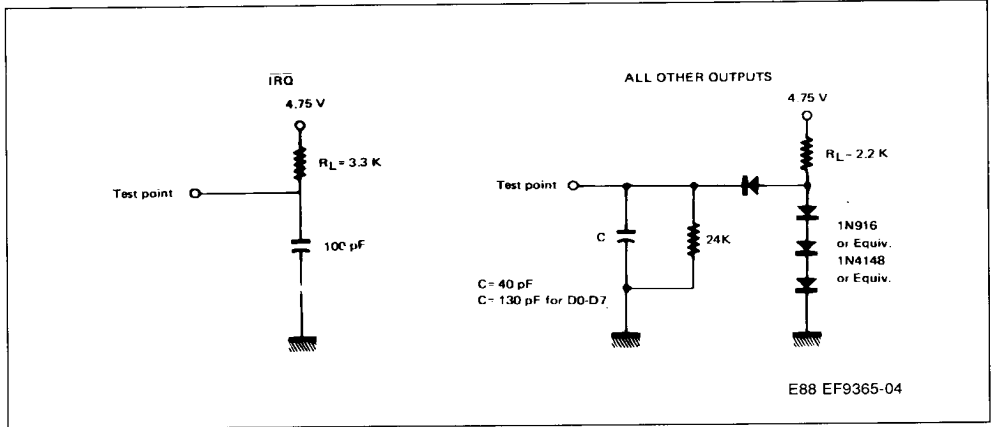 IRQ
4.75 V
RL = 3.3 K
Test point
100 pF
ALL OTHER OUTPUTS
4.75 V
RL - 2.2 K
Test point
C
24K
1N916
or Equiv.
1N4148
or Equiv.
C= 40 pF
C= 130 pF for D0-D7
E88 EF9365-04